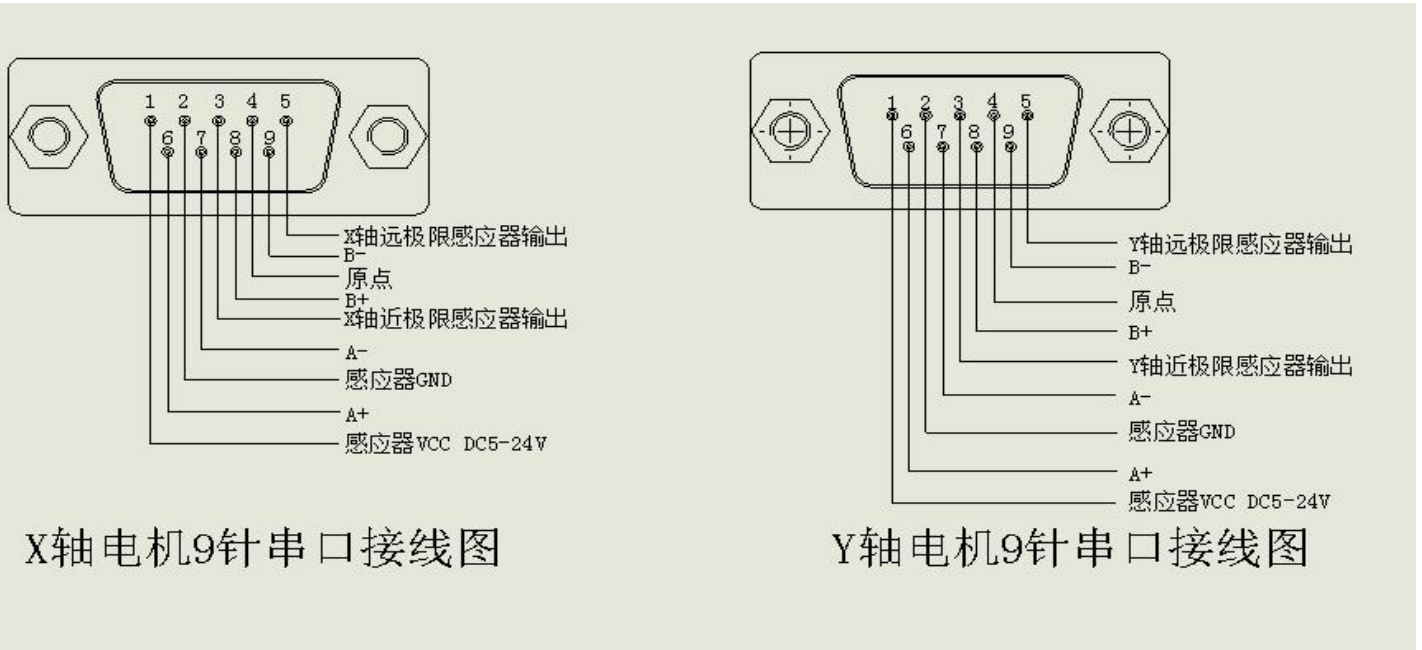 1 2 3 4 5
6 7 8 9
X轴远极限感应器输出
B-
原点
B+
X轴近极限感应器输出
A-
感应器GND
A+
感应器VCC DC5-24V
X轴电机9针串口接线图
1 2 3 4 5
6 7 8 9
Y轴远极限感应器输出
B-
原点
B+
Y轴近极限感应器输出
A-
感应器GND
A+
感应器VCC DC5-24V
Y轴电机9针串口接线图